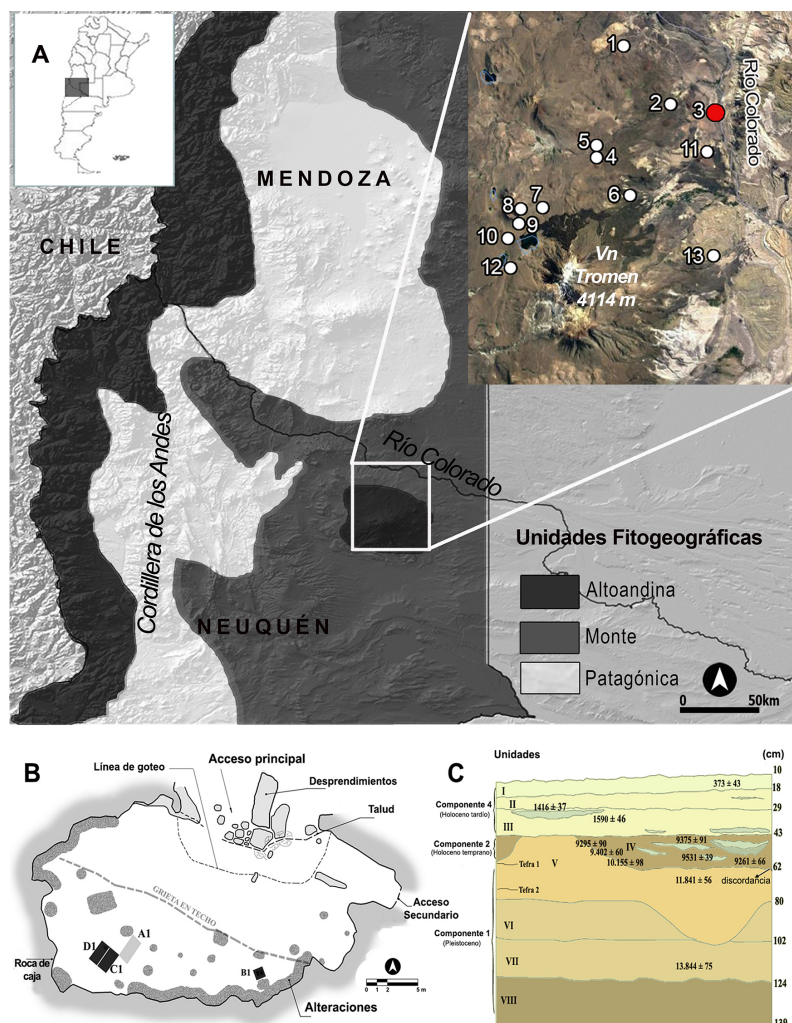 A
MENDOZA
CHILE
Cordillera de los Andes
Río Colorado
NEUQUÉN
1
2
3
Río Colorado
5
4
11
6
7
8
9
10
12
13
Vn
Tromen
4114 m
Unidades Fitogeográficas
Altoandina
Monte
Patagónica
0 50km
B
Línea de goteo
Acceso principal
Desprendimientos
Talud
GRIETA EN TECHO
Acceso
Secundario
A1
D1
C1
B1
Roca de
caja
Alteraciones
0 1 2 5 m
C
Unidades
(cm)
10
18
29
43
62
80
102
124
139
I
II
III
IV
V
VI
VII
VIII
Componente 4
(Holoceno tardío)
Componente 2
(Holoceno temprano)
Tefra 1
Tefra 2
Componente 1
(Pleistoceno)
373 ± 43
1416 ± 37
1590 ± 46
9295 ± 90
9.402 ± 60
10.155 ± 98
9375 ± 91
9531 ± 39
9261 ± 66
11.841 ± 56
discordancia
13.844 ± 75